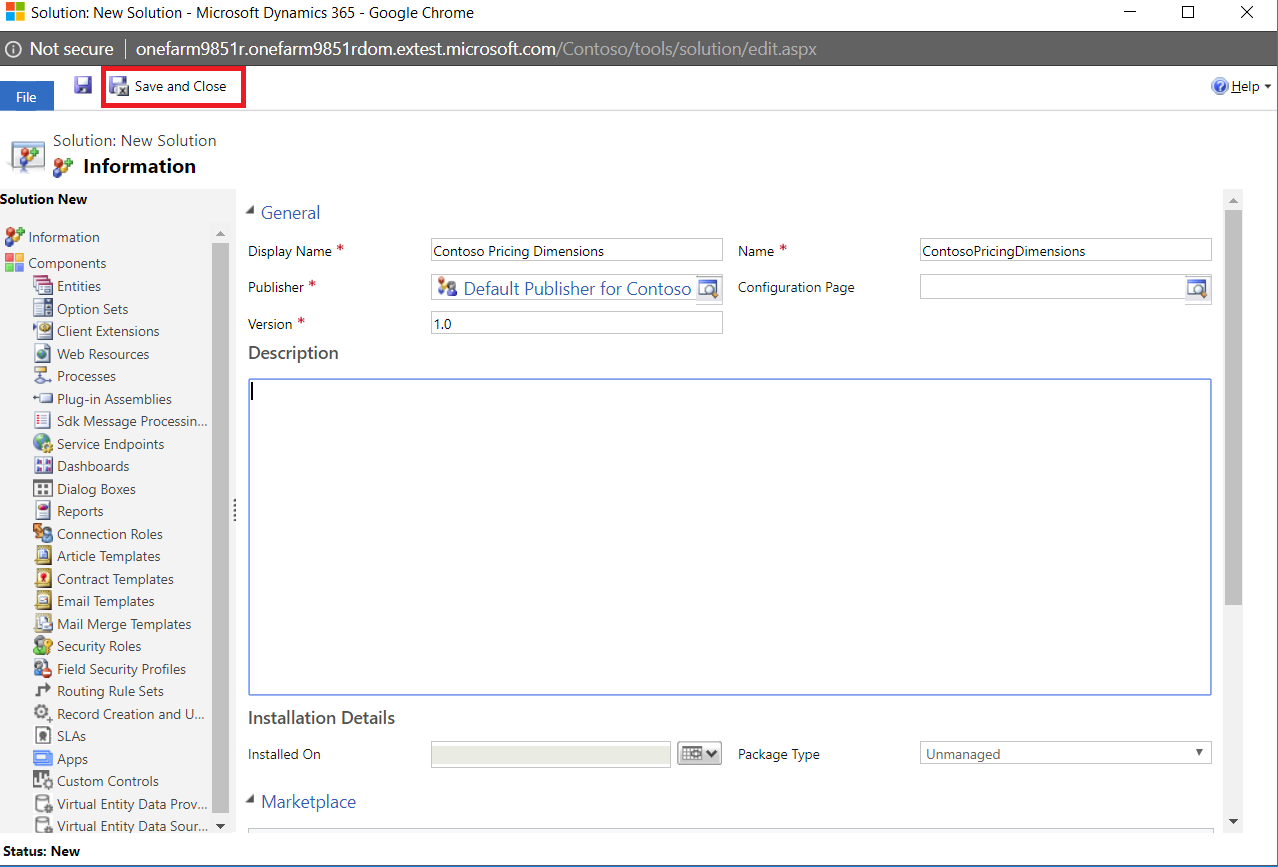 Solution: New Solution - Microsoft Dynamics 365 - Google Chrome
Not secure onefarm9851r.onefarm9851rdom.extest.microsoft.com/Contoso/tools/solution/edit.aspx
File Save and Close Help
Solution: New Solution
Information
Solution New
Information
Components
Entities
Option Sets
Client Extensions
Web Resources
Processes
Plug-in Assemblies
Sdk Message Processin...
Service Endpoints
Dashboards
Dialog Boxes
Reports
Connection Roles
Article Templates
Contract Templates
Email Templates
Mail Merge Templates
Security Roles
Field Security Profiles
Routing Rule Sets
Record Creation and U...
SLAs
Apps
Custom Controls
Virtual Entity Data Prov...
Virtual Entity Data Sour...
General
Display Name * Contoso Pricing Dimensions Name * ContosoPricingDimensions
Publisher * Default Publisher for Contoso Configuration Page
Version * 1.0
Description
Installation Details
Installed On Package Type Unmanaged
Marketplace
Status: New